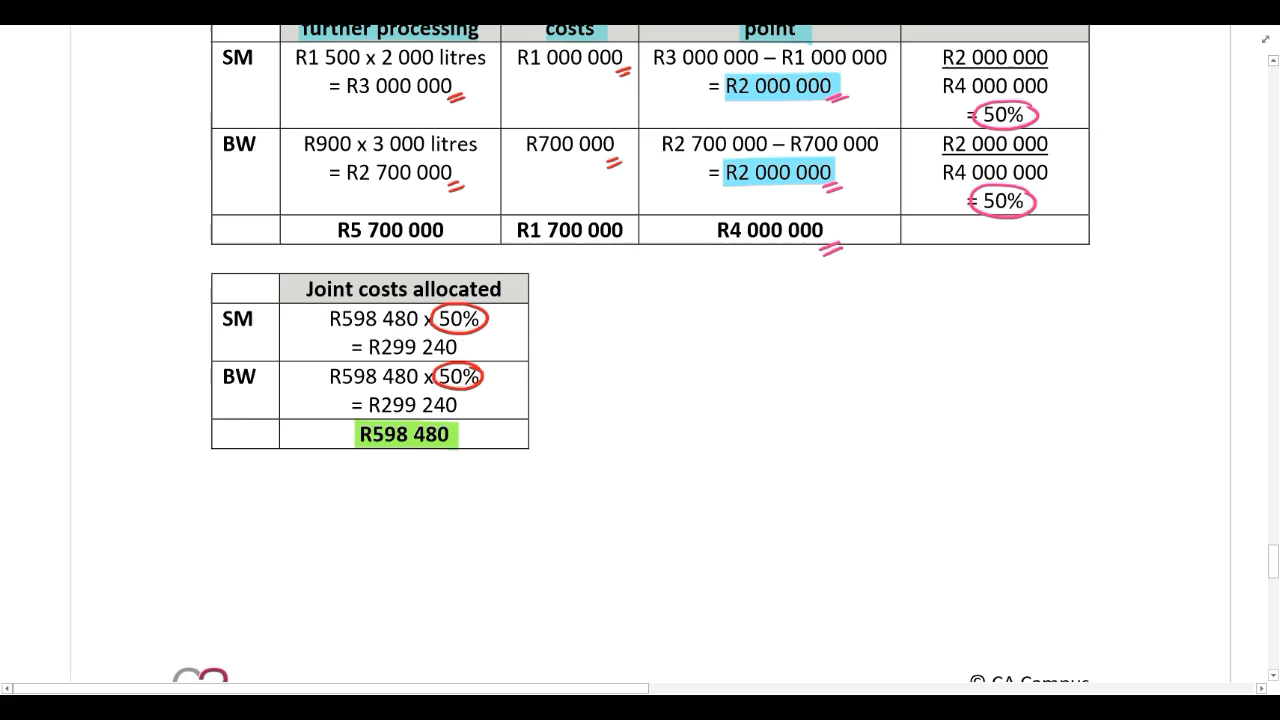 further processing costs point
SM R1 500 x 2 000 litres R1 000 000 R3 000 000 – R1 000 000 R2 000 000
= R3 000 000 = R2 000 000 R4 000 000
= 50%
BW R900 x 3 000 litres R700 000 R2 700 000 – R700 000 R2 000 000
= R2 700 000 = R2 000 000 R4 000 000
= 50%
R5 700 000 R1 700 000 R4 000 000
Joint costs allocated
SM R598 480 x 50%
= R299 240
BW R598 480 x 50%
= R299 240
R598 480
© CA Campus